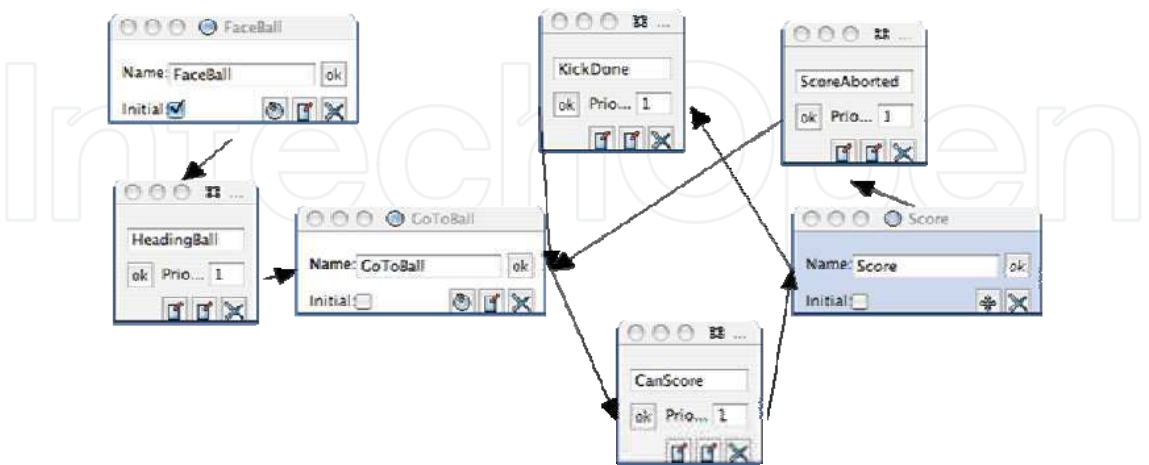 FaceBall
Name: FaceBall ok
Initial:
...
KickDone
ok Prio... 1
...
ScoreAborted
ok Prio... 1
...
HeadingBall
ok Prio... 1
GoToBall
Name: GoToBall ok
Initial:
Score
Name: Score ok
Initial:
...
CanScore
ok Prio... 1
IntechOpen